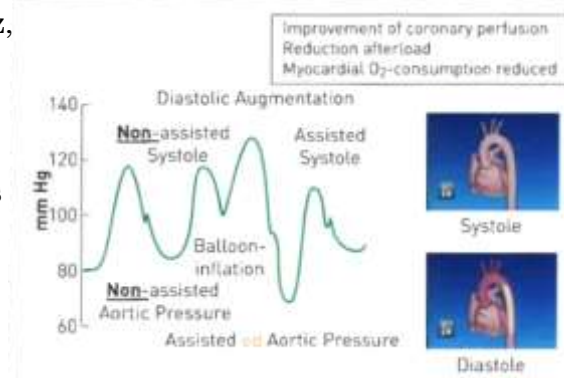 z,
Improvement of coronary perfusion
Reduction afterload
Myocardial O₂-consumption reduced
Diastolic Augmentation
140
120
100
80
60
mm Hg
Non-assisted
Systole
Assisted
Systole
Balloon-
inflation
Non-assisted
Aortic Pressure
Assisted ed Aortic Pressure
Systole
Diastole
s